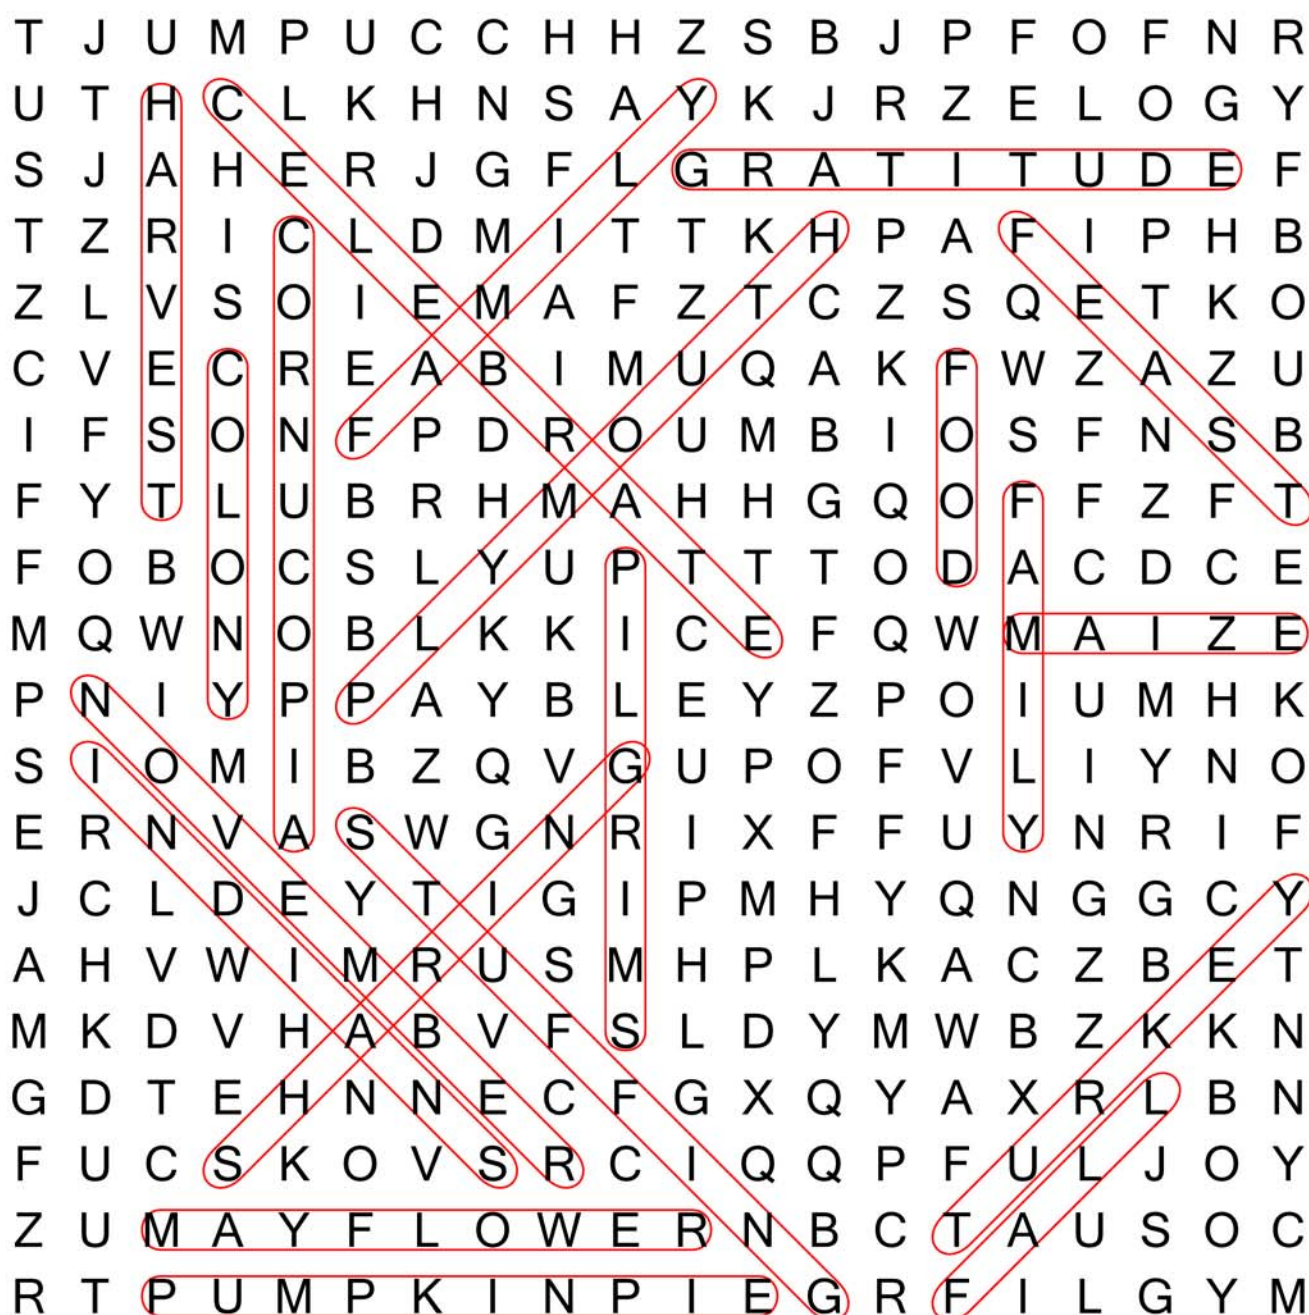 T J U M P U C C H H Z S B J P F O F N R
U T H C L K H N S A Y K J R Z E L O G Y
S J A H E R J G F L G R A T I T U D E F
T Z R I C L D M I T T K H P A F I P H B
Z L V S O I E M A F Z T C Z S Q E T K O
C V E C R E A B I M U Q A K F W Z A Z U
I F S O N F P D R O U M B I O S F N S B
F Y T L U B R H M A H H G Q O F F Z F T
F O B O C S L Y U P T T T O D A C D C E
M Q W N O B L K K I C E F Q W M A I Z E
P N I Y P P A Y B L E Y Z P O I U M H K
S I O M I B Z Q V G U P O F V L I Y N O
E R N V A S W G N R I X F F U Y N R I F
J C L D E Y T I G I P M H Y Q N G G C Y
A H V W I M R U S M H P L K A C Z B E T
M K D V H A B V F S L D Y M W B Z K K N
G D T E H N N E C F G X Q Y A X R L B N
F U C S K O V S R C I Q Q P F U L J O Y
Z U M A Y F L O W E R N B C T A U S O C
R T P U M P K I N P I E G R F I L G Y M